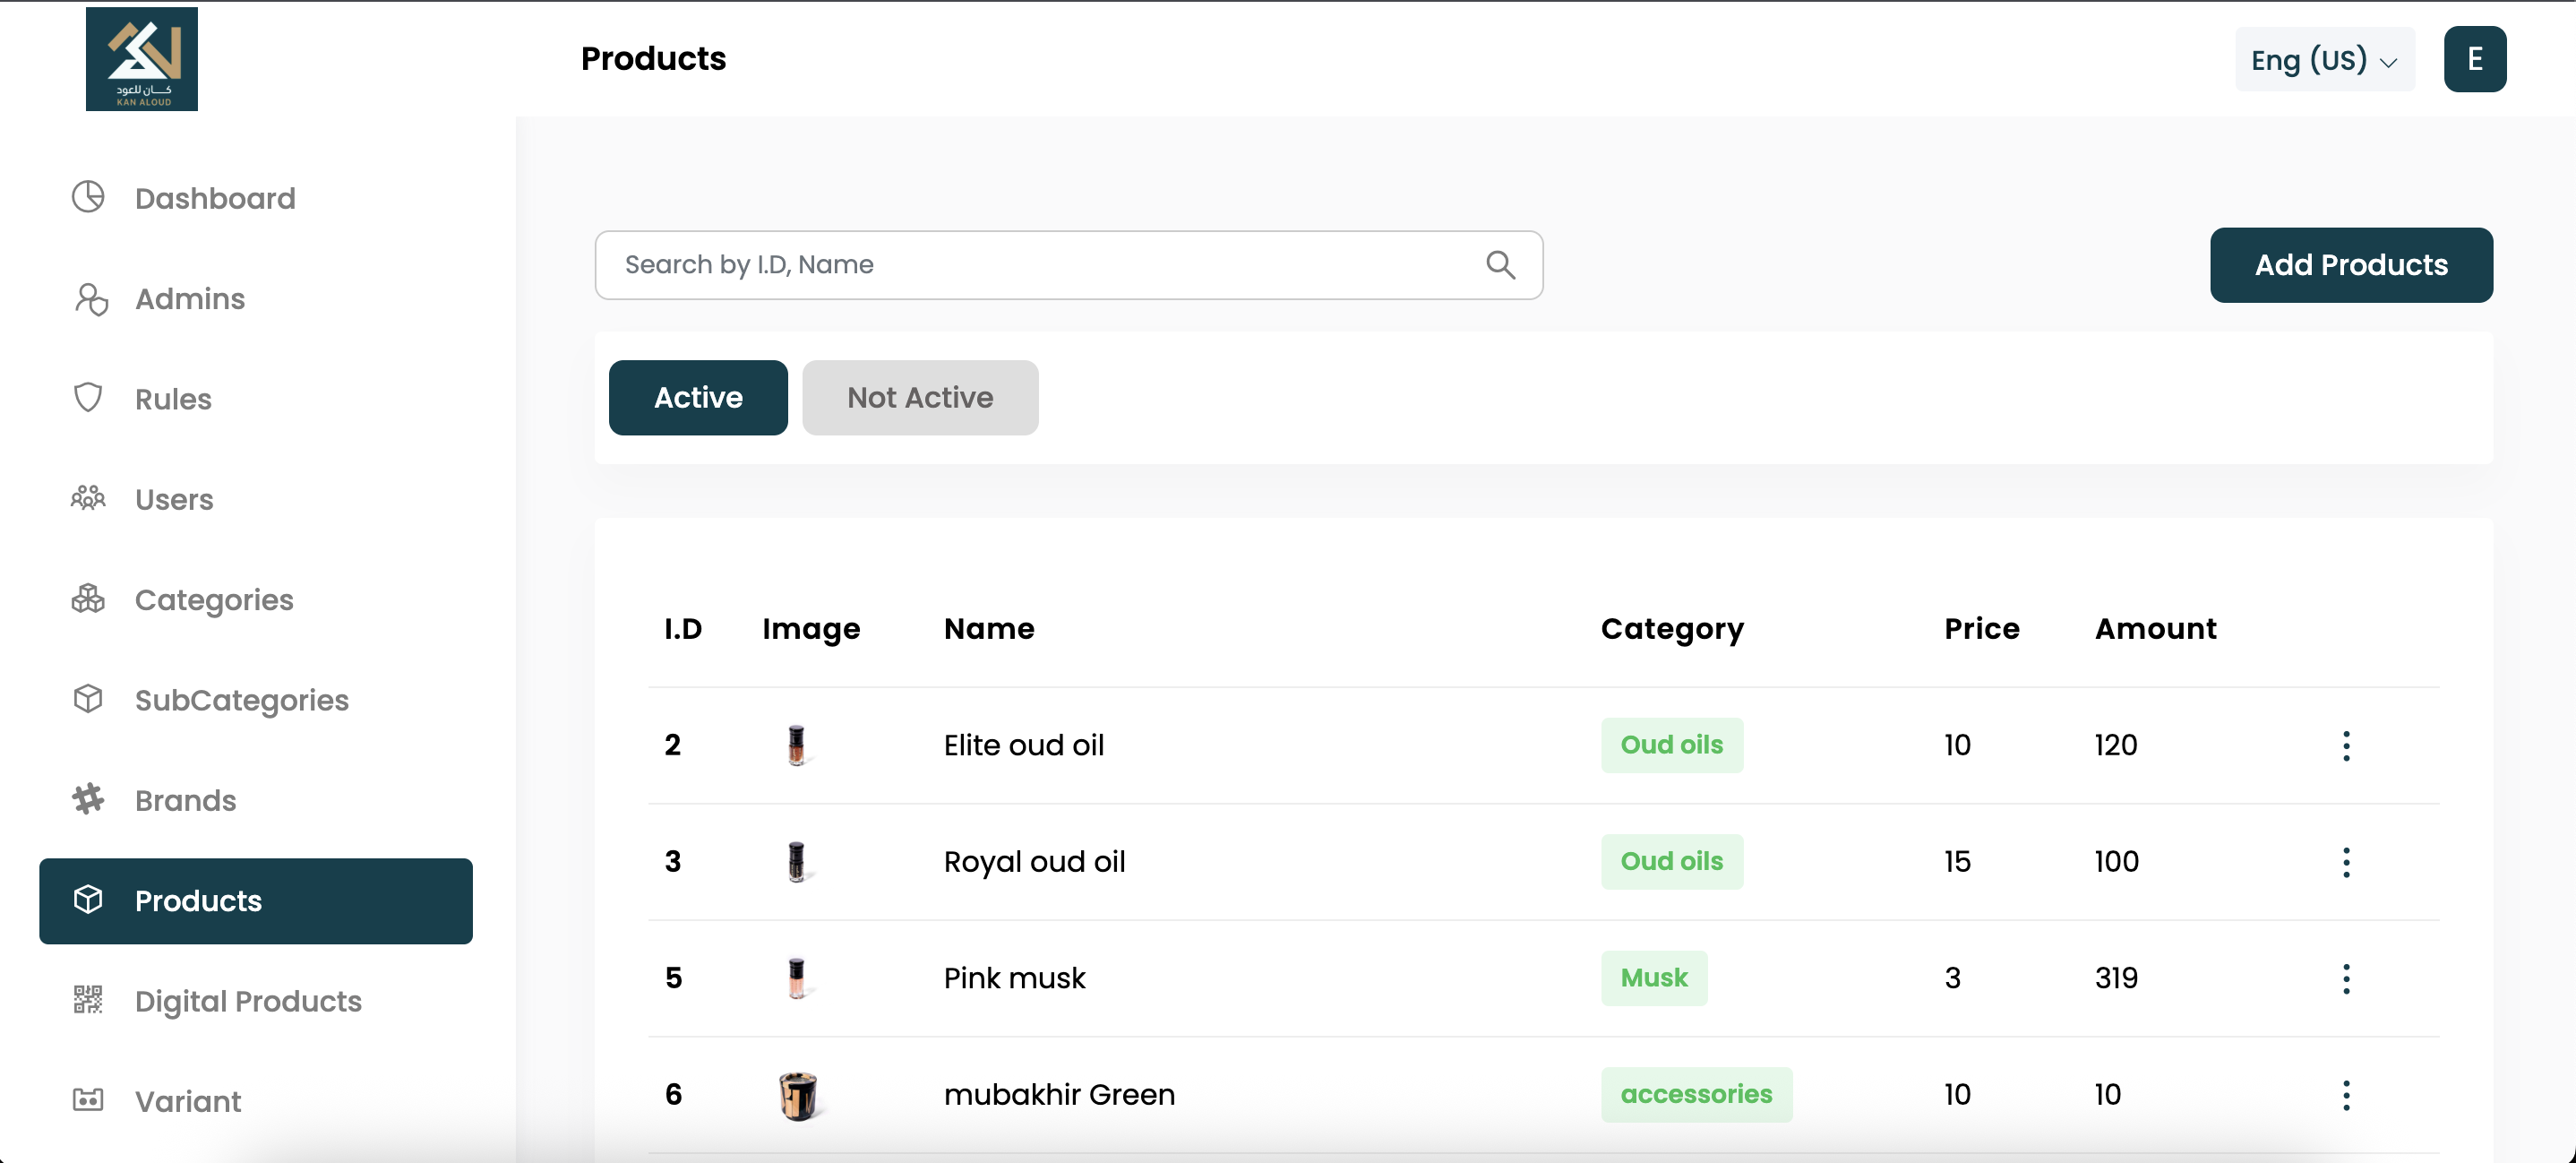 كـــان للعود
KAN ALOUD
Products
Eng (US)
E
Dashboard
Admins
Rules
Users
Categories
SubCategories
Brands
Products
Digital Products
Variant
Search by I.D, Name
Add Products
Active
Not Active
I.D Image Name Category Price Amount
2 Elite oud oil Oud oils 10 120
3 Royal oud oil Oud oils 15 100
5 Pink musk Musk 3 319
6 mubakhir Green accessories 10 10